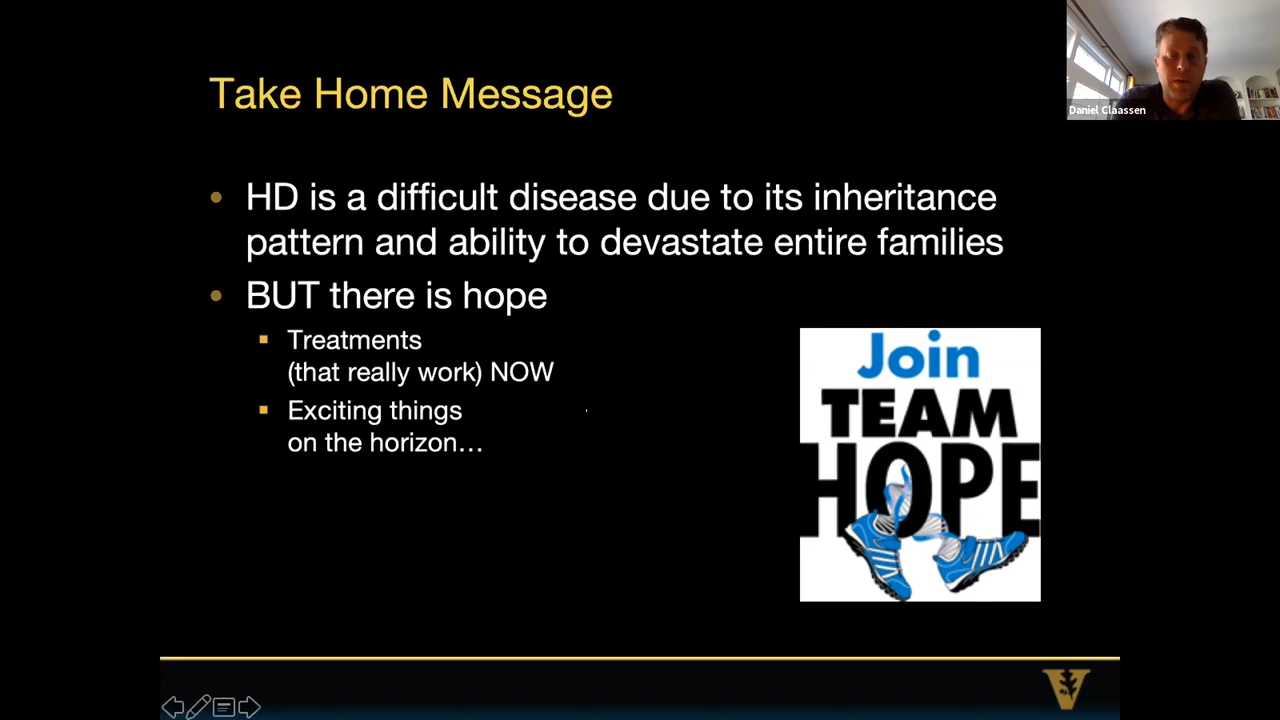 Take Home Message
Daniel Claassen
• HD is a difficult disease due to its inheritance
pattern and ability to devastate entire families
• BUT there is hope
▪ Treatments
(that really work) NOW
▪ Exciting things
on the horizon…
Join
TEAM
HOPE
V